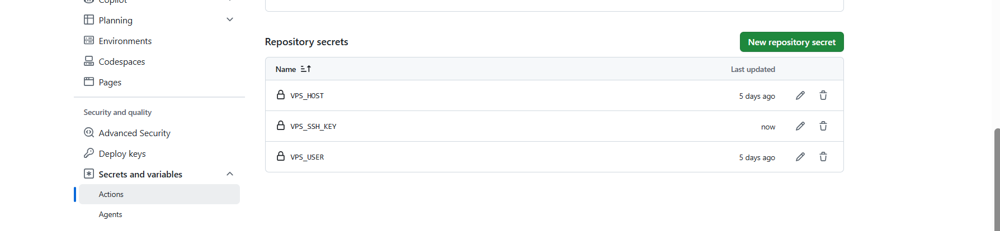 Copilot
Planning
Environments
Codespaces
Pages
Security and quality
Advanced Security
Deploy keys
Secrets and variables
Actions
Agents
Repository secrets
New repository secret
Name Last updated
VPS_HOST 5 days ago
VPS_SSH_KEY now
VPS_USER 5 days ago